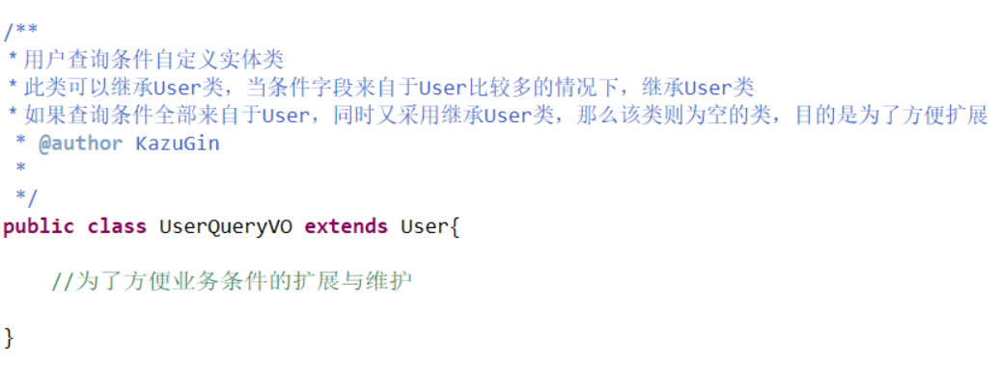 /**
 * 用户查询条件自定义实体类
 * 此类可以继承User类，当条件字段来自于User比较多的情况下，继承User类
 * 如果查询条件全部来自于User，同时又采用继承User类，那么该类则为空的类，目的是为了方便扩展
 * @author KazuGin
 *
 */
public class UserQueryVO extends User{
    //为了方便业务条件的扩展与维护
}